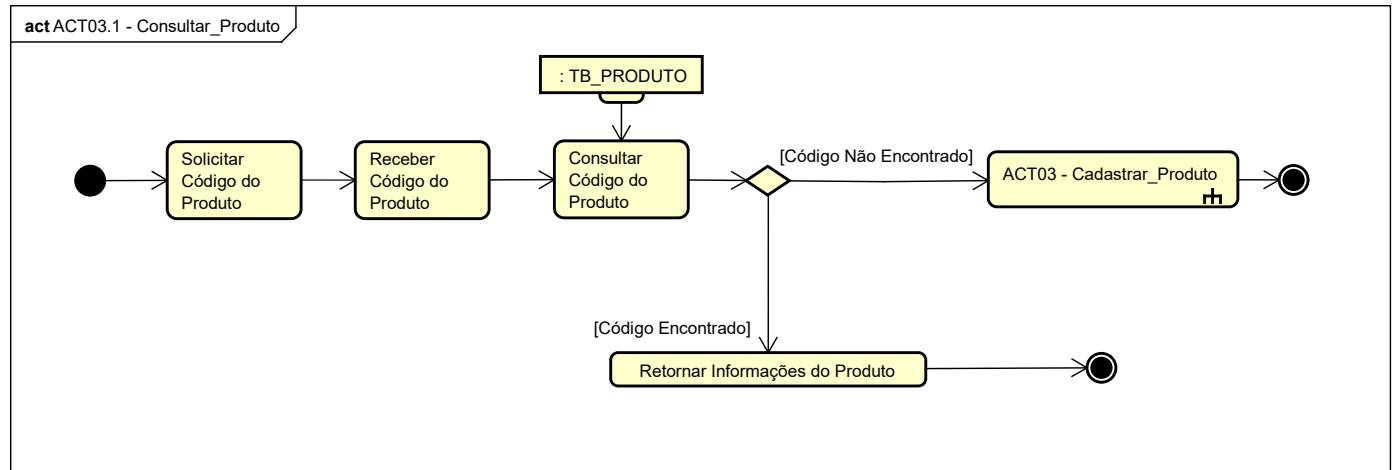 act ACT03.1 - Consultar_Produto
: TB_PRODUTO
Solicitar
Código do
Produto
Receber
Código do
Produto
Consultar
Código do
Produto
[Código Não Encontrado]
ACT03 - Cadastrar_Produto
[Código Encontrado]
Retornar Informações do Produto